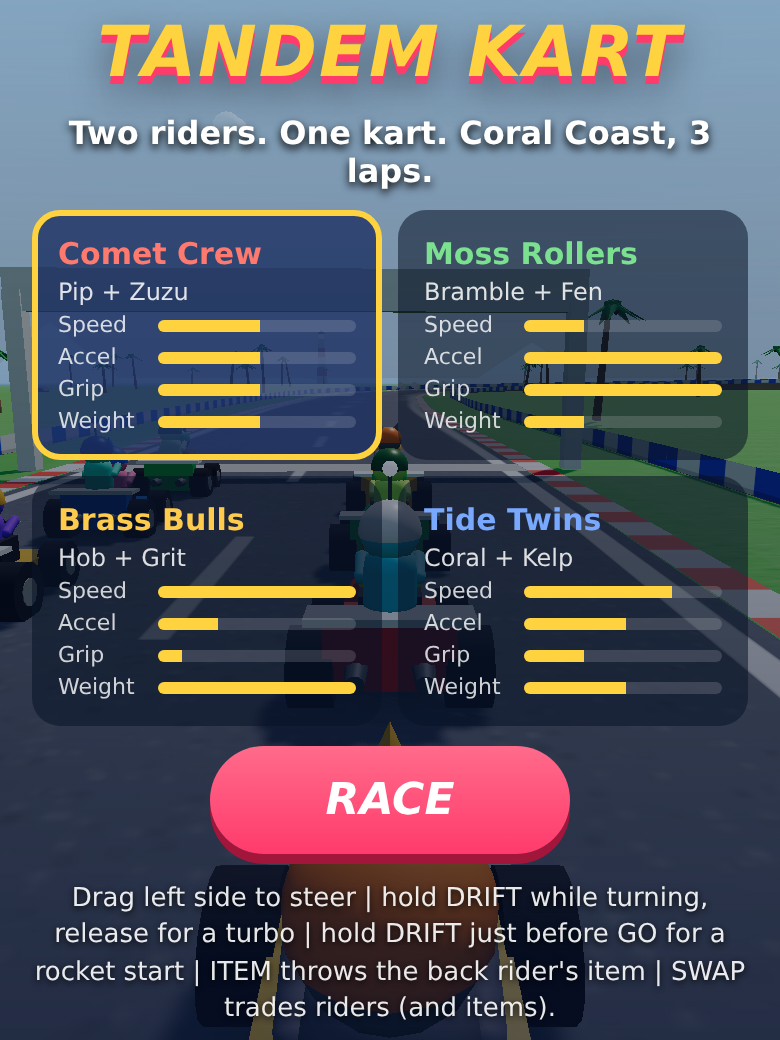 TANDEM KART
Two riders. One kart. Coral Coast, 3
laps.
Comet Crew
Pip + Zuzu
Speed
Accel
Grip
Weight
Moss Rollers
Bramble + Fen
Speed
Accel
Grip
Weight
Brass Bulls
Hob + Grit
Speed
Accel
Grip
Weight
Tide Twins
Coral + Kelp
Speed
Accel
Grip
Weight
RACE
Drag left side to steer | hold DRIFT while turning,
release for a turbo | hold DRIFT just before GO for a
rocket start | ITEM throws the back rider's item | SWAP
trades riders (and items).